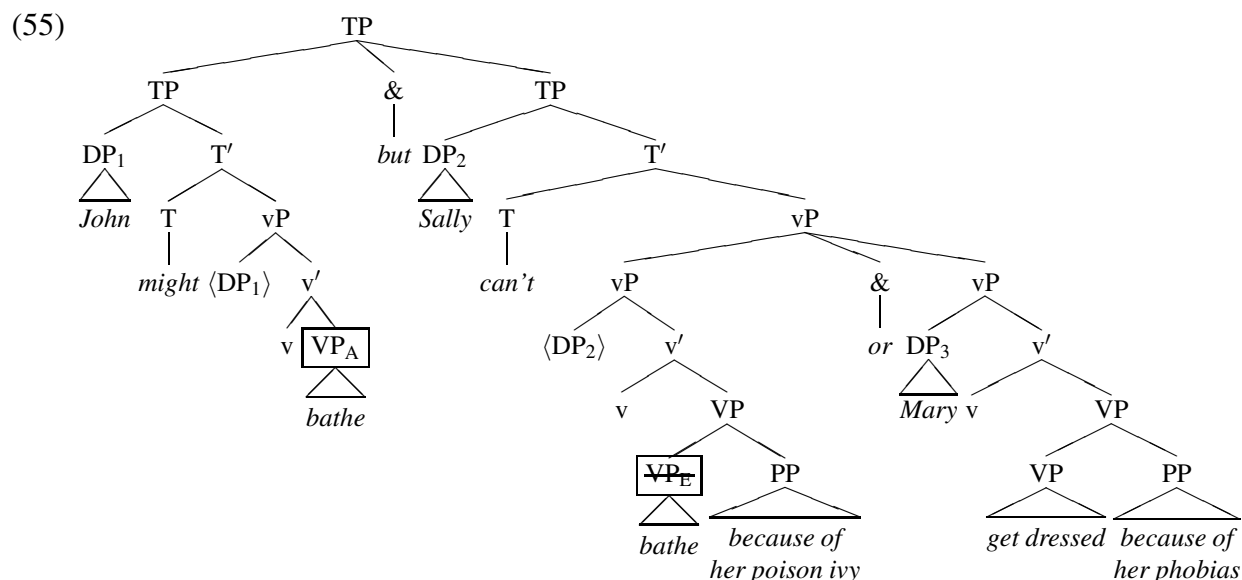 (55) TP
TP & TP
DP1 T′ but DP2 T′
John T vP Sally T vP
might ⟨DP1⟩ v′ can't vP & vP
v VPA ⟨DP2⟩ v′ or DP3 v′
bathe v VP Mary v VP
VPE PP VP PP
bathe because of get dressed because of
her poison ivy her phobias